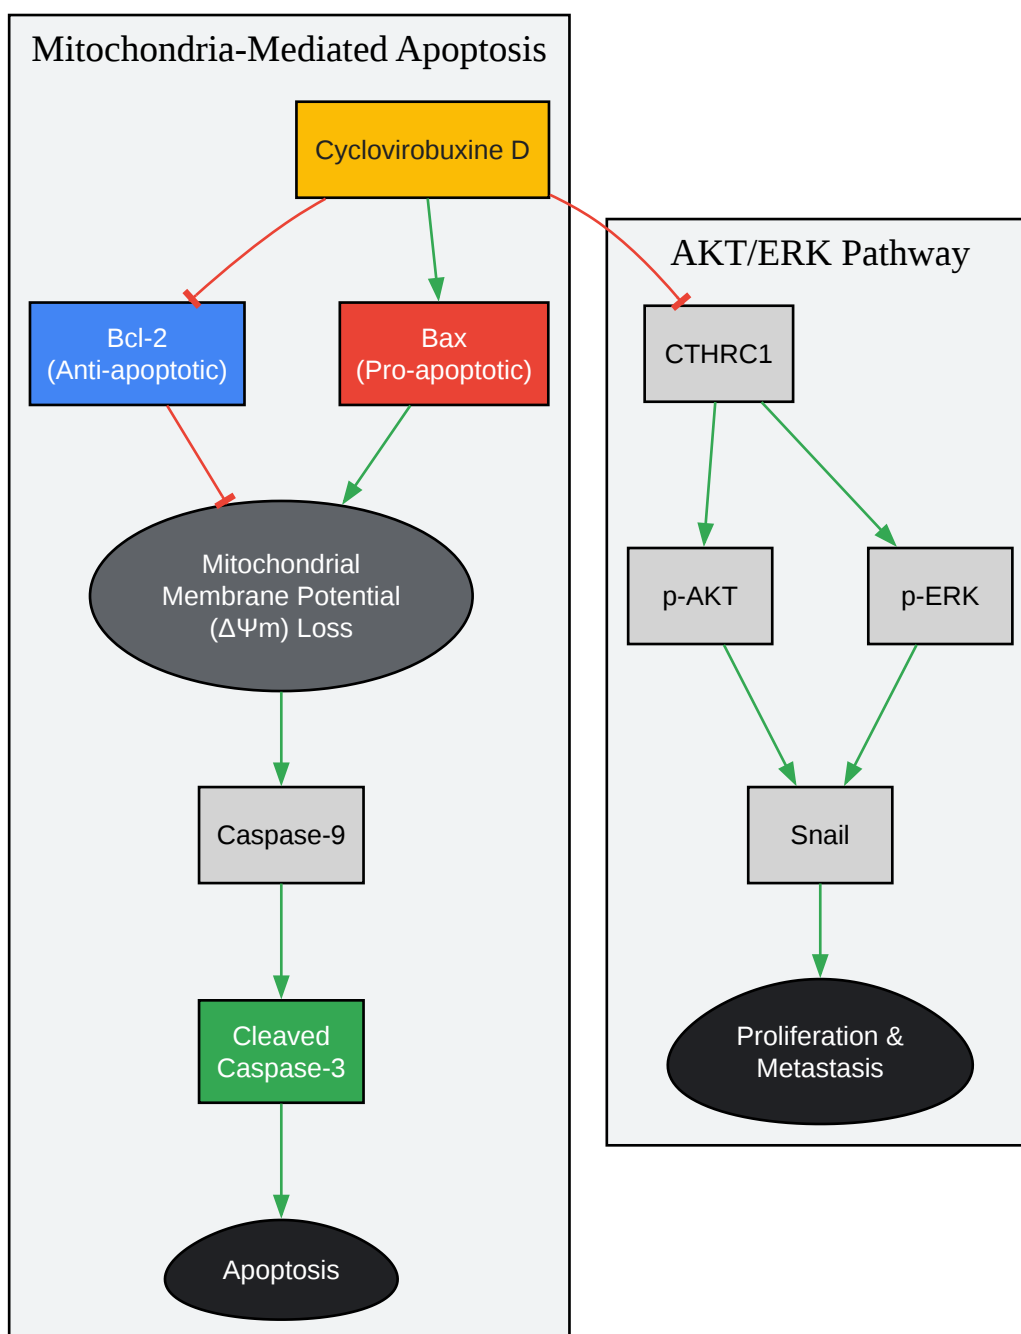 Mitochondria-Mediated Apoptosis
Cyclovirobuxine D
Bcl-2
(Anti-apoptotic)
Bax
(Pro-apoptotic)
Mitochondrial
Membrane Potential
(ΔΨm) Loss
Caspase-9
Cleaved
Caspase-3
Apoptosis
AKT/ERK Pathway
CTHRC1
p-AKT
p-ERK
Snail
Proliferation &
Metastasis